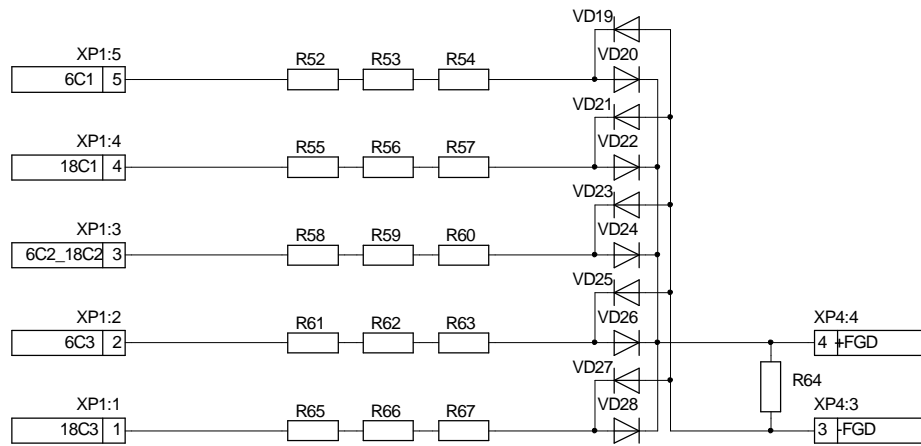 VD19
XP1:5
R52 R53 R54
VD20
6C1 5
VD21
XP1:4
R55 R56 R57
VD22
18C1 4
VD23
XP1:3
R58 R59 R60
VD24
6C2_18C2 3
VD25
XP1:2
R61 R62 R63
VD26
XP4:4
6C3 2
4 +FGD
VD27
R64
XP1:1
R65 R66 R67
VD28
XP4:3
18C3 1
3 -FGD